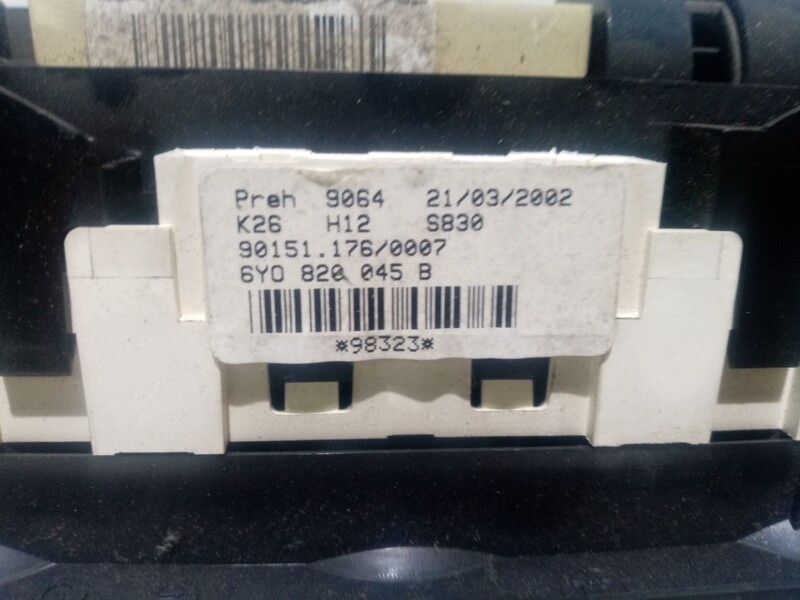 Preh 9064 21/03/2002
K26 H12 S830
90151.176/0007
6Y0 820 045 B
*98323*